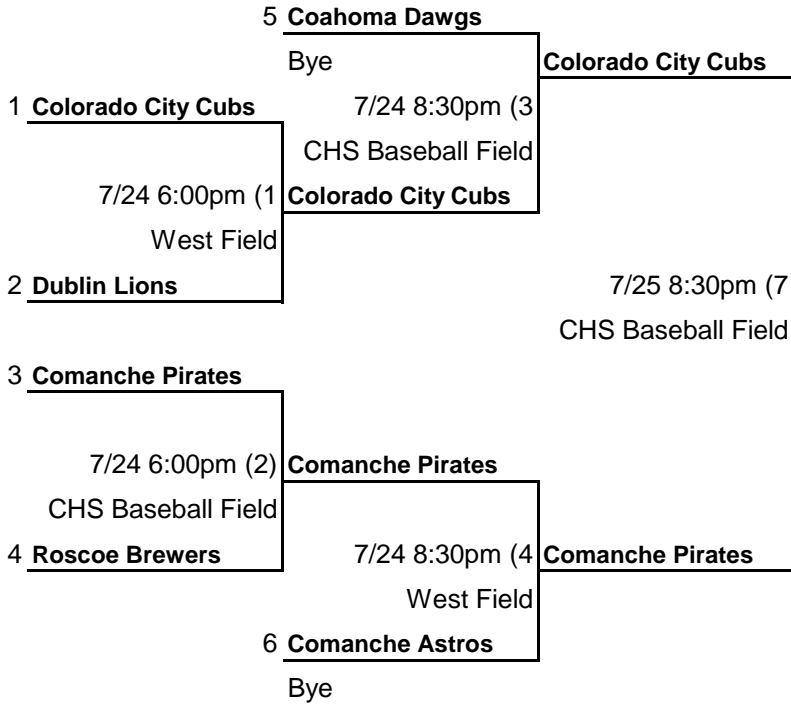 5 Coahoma Dawgs
Bye
Colorado City Cubs
1 Colorado City Cubs
7/24 8:30pm (3
CHS Baseball Field
7/24 6:00pm (1
Colorado City Cubs
West Field
2 Dublin Lions
7/25 8:30pm (7
CHS Baseball Field
3 Comanche Pirates
7/24 6:00pm (2)
Comanche Pirates
CHS Baseball Field
4 Roscoe Brewers
7/24 8:30pm (4
Comanche Pirates
West Field
6 Comanche Astros
Bye